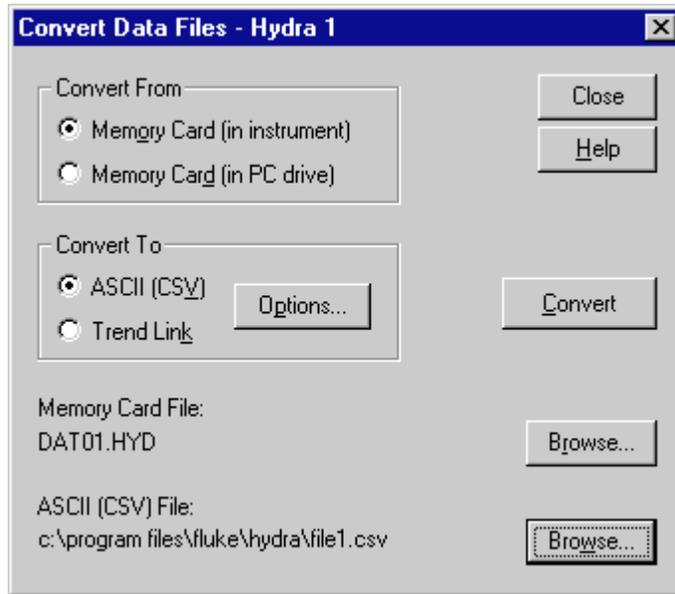 Convert Data Files - Hydra 1
Convert From
Memory Card (in instrument)
Memory Card (in PC drive)
Close
Help
Convert To
ASCII (CSV)
Options...
Trend Link
Convert
Memory Card File:
DAT01.HYD
Browse...
ASCII (CSV) File:
c:\program files\fluke\hydra\file1.csv
Browse...